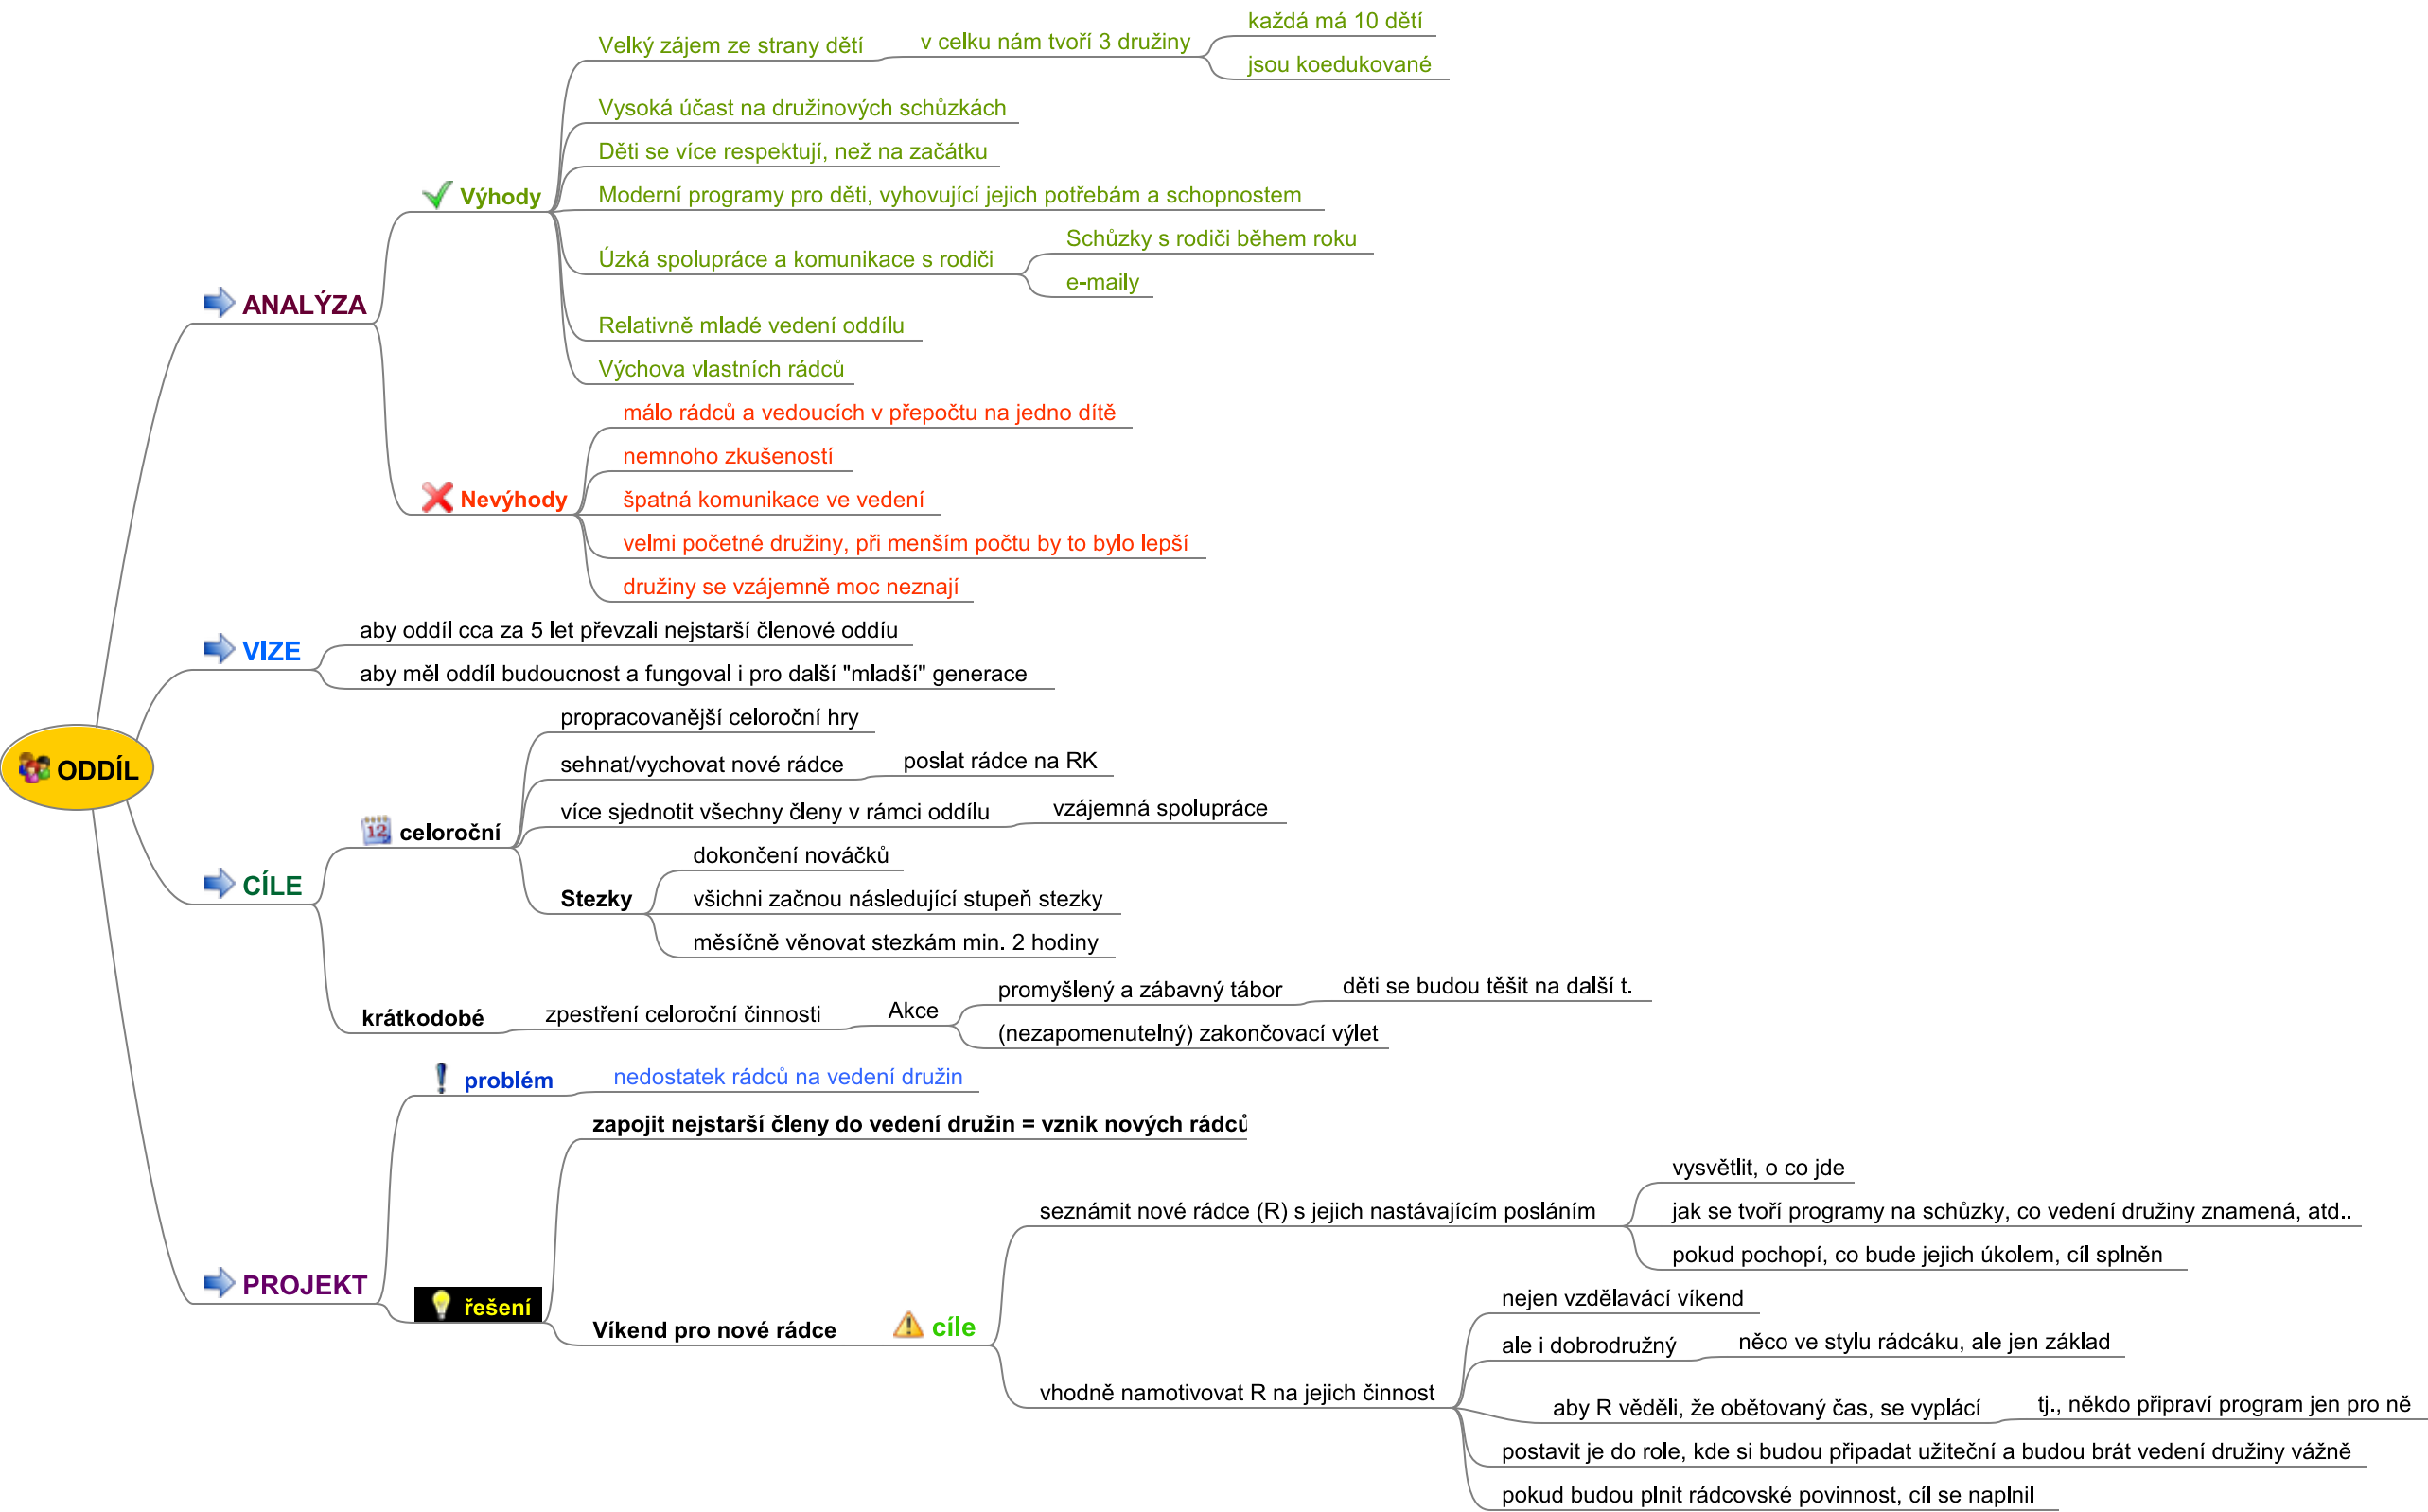 ODDÍL
ANALÝZA
Výhody
Velký zájem ze strany dětí
v celku nám tvoří 3 družiny
každá má 10 dětí
jsou koedukované
Vysoká účast na družinových schůzkách
Děti se více respektují, než na začátku
Moderní programy pro děti, vyhovující jejich potřebám a schopnostem
Úzká spolupráce a komunikace s rodiči
Schůzky s rodiči během roku
e-maily
Relativně mladé vedení oddílu
Výchova vlastních rádců
Nevýhody
málo rádců a vedoucích v přepočtu na jedno dítě
nemnoho zkušeností
špatná komunikace ve vedení
velmi početné družiny, při menším počtu by to bylo lepší
družiny se vzájemně moc neznají
VIZE
aby oddíl cca za 5 let převzali nejstarší členové oddíu
aby měl oddíl budoucnost a fungoval i pro další "mladší" generace
CÍLE
celoroční
12
propracovanější celoroční hry
sehnat/vychovat nové rádce
poslat rádce na RK
více sjednotit všechny členy v rámci oddílu
vzájemná spolupráce
Stezky
dokončení nováčků
všichni začnou následující stupeň stezky
měsíčně věnovat stezkám min. 2 hodiny
krátkodobé
zpestření celoroční činnosti
Akce
promyšlený a zábavný tábor
děti se budou těšit na další t.
(nezapomenutelný) zakončovací výlet
PROJEKT
problém
nedostatek rádců na vedení družin
řešení
zapojit nejstarší členy do vedení družin = vznik nových rádců
Víkend pro nové rádce
cíle
seznámit nové rádce (R) s jejich nastávajícím posláním
vysvětlit, o co jde
jak se tvoří programy na schůzky, co vedení družiny znamená, atd..
pokud pochopí, co bude jejich úkolem, cíl splněn
vhodně namotivovat R na jejich činnost
nejen vzdělavácí víkend
ale i dobrodružný
něco ve stylu rádcáku, ale jen základ
aby R věděli, že obětovaný čas, se vyplácí
tj., někdo připraví program jen pro ně
postavit je do role, kde si budou připadat užiteční a budou brát vedení družiny vážně
pokud budou plnit rádcovské povinnost, cíl se naplnil